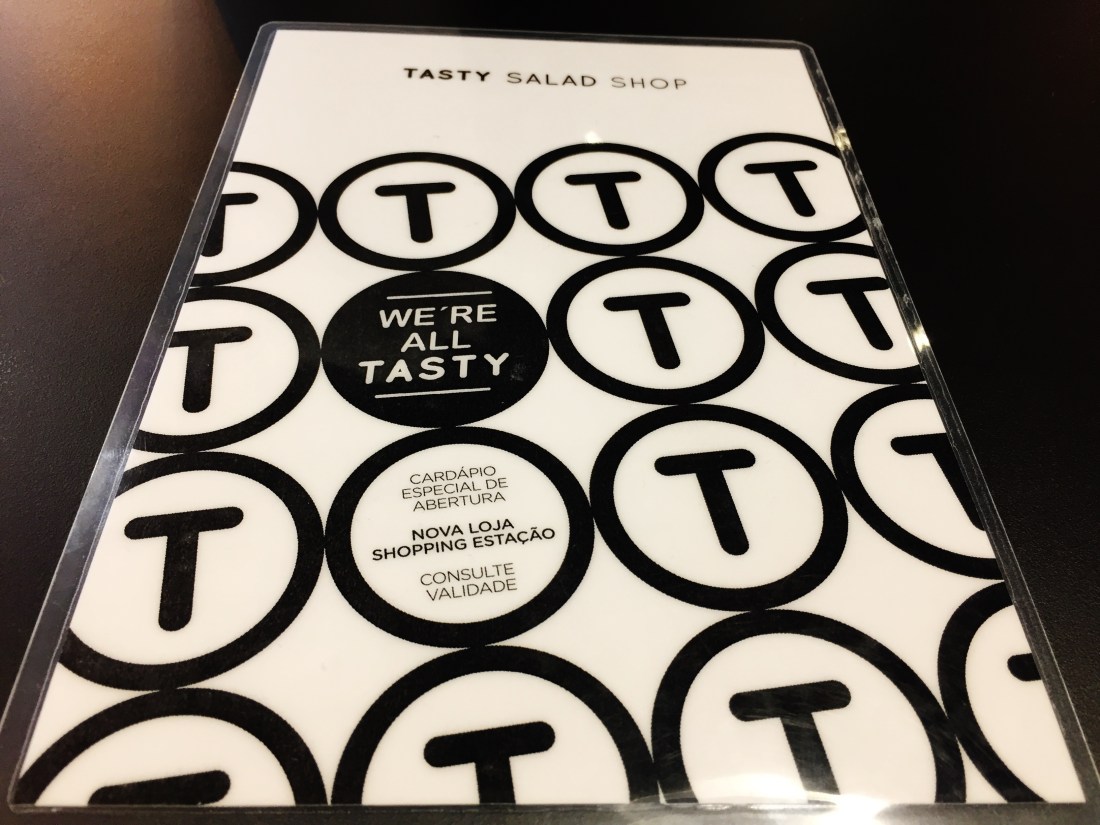 TASTY SALAD SHOP
T T T T
WE´RE
ALL
TASTY
T T T
CARDÁPIO
ESPECIAL DE
ABERTURA
NOVA LOJA
SHOPPING ESTAÇÃO
CONSULTE
VALIDADE
T T T
T T T T